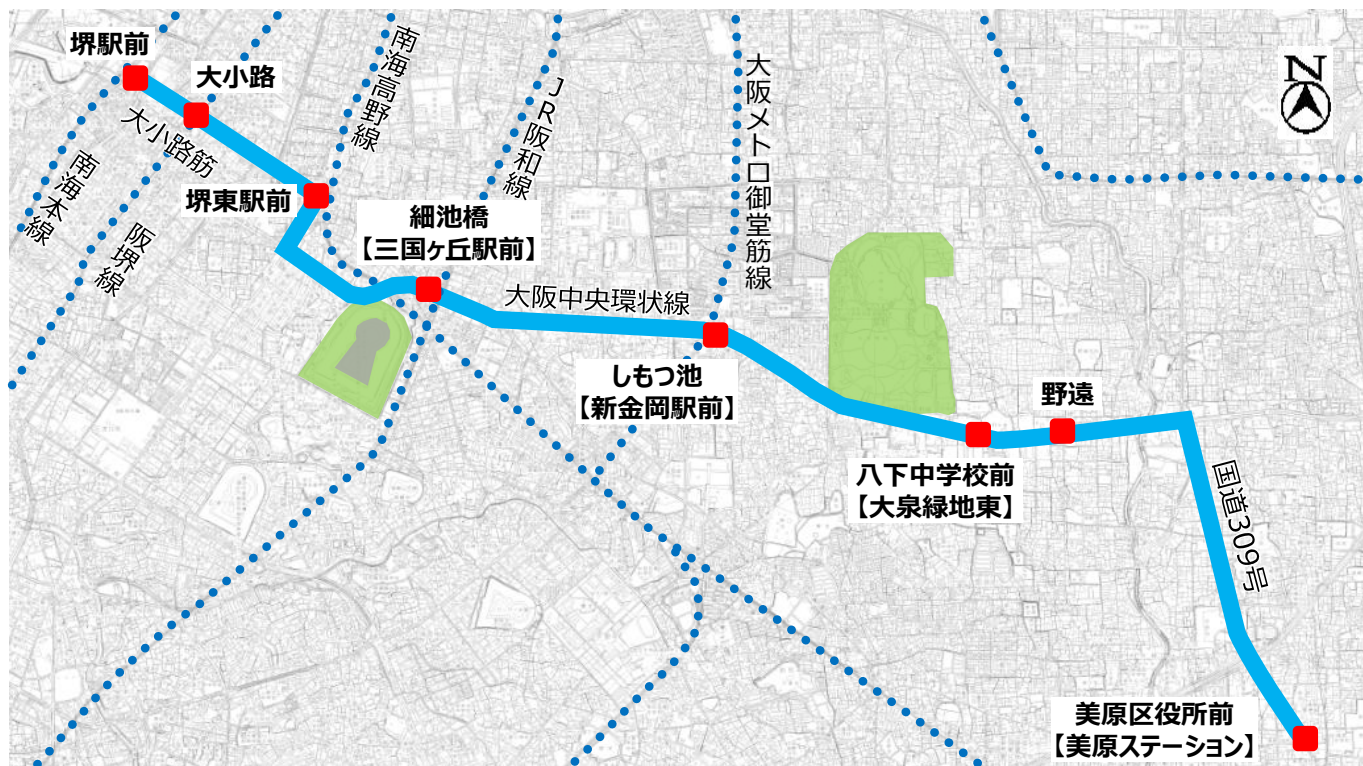 堺駅前
大小路
大小路筋
南海本線
阪堺線
堺東駅前
南海高野線
細池橋
【三国ヶ丘駅前】
JR阪和線
大阪中央環状線
大阪メトロ御堂筋線
しもつ池
【新金岡駅前】
N
野遠
八下中学校前
【大泉緑地東】
国道309号
美原区役所前
【美原ステーション】